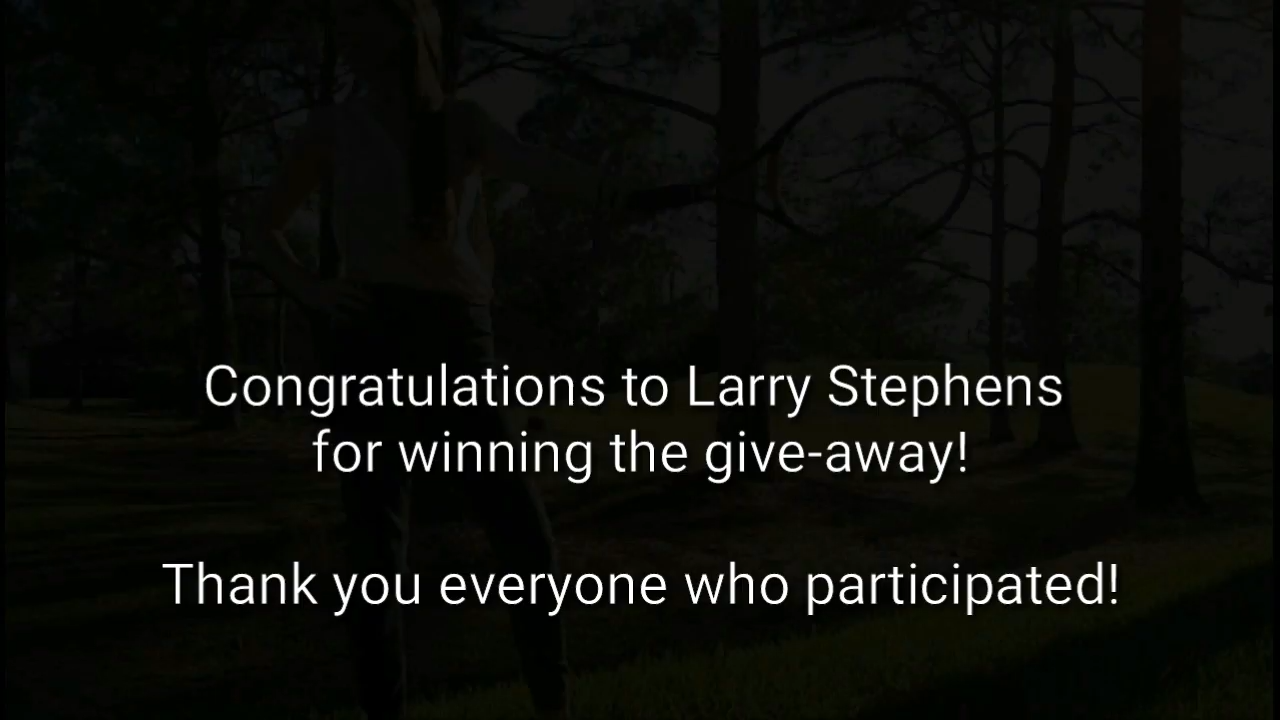 Congratulations to Larry Stephens
for winning the give-away!
Thank you everyone who participated!